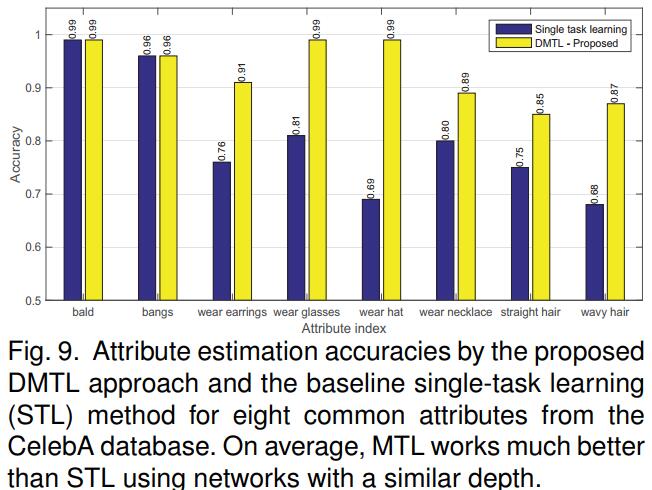 Single task learning
DMTL - Proposed
0.99
0.99
0.96
0.96
0.76
0.91
0.81
0.99
0.69
0.99
0.80
0.89
0.75
0.85
0.68
0.87
1
0.9
0.8
0.7
0.6
0.5
Accuracy
bald
bangs
wear earrings
wear glasses
wear hat
wear necklace
straight hair
wavy hair
Attribute index
Fig. 9. Attribute estimation accuracies by the proposed
DMTL approach and the baseline single-task learning
(STL) method for eight common attributes from the
CelebA database. On average, MTL works much better
than STL using networks with a similar depth.